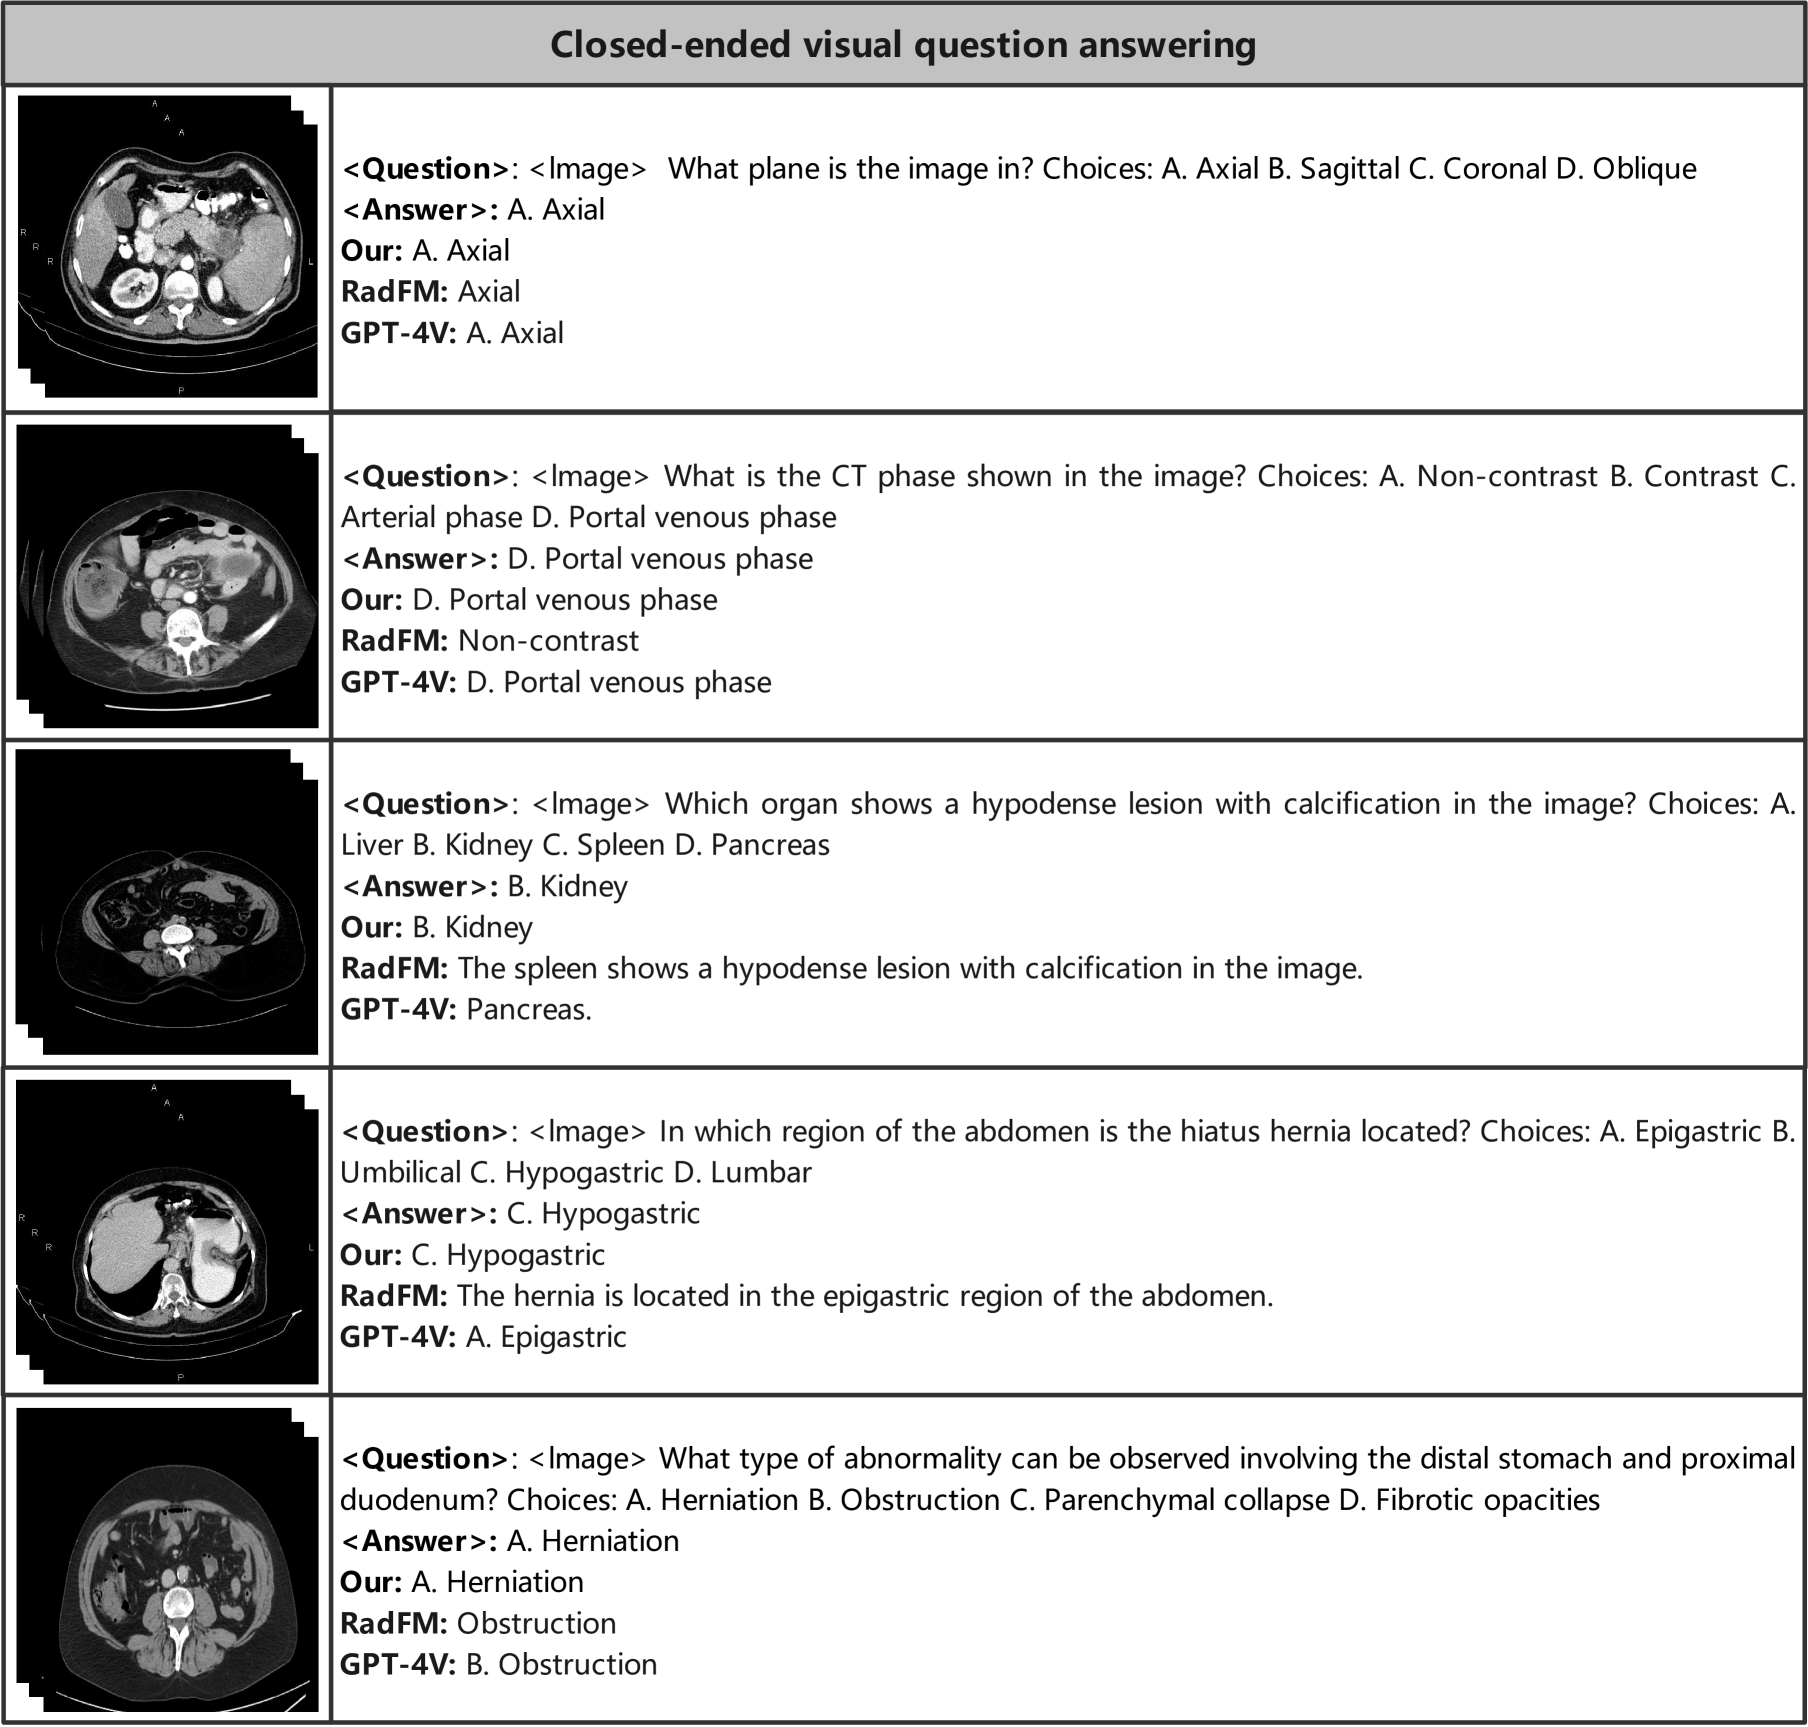 Closed-ended visual question answering
A
A
A
R
R
R
L
P
<Question>: <Image> What plane is the image in? Choices: A. Axial B. Sagittal C. Coronal D. Oblique
<Answer>: A. Axial
Our: A. Axial
RadFM: Axial
GPT-4V: A. Axial
<Question>: <Image> What is the CT phase shown in the image? Choices: A. Non-contrast B. Contrast C.
Arterial phase D. Portal venous phase
<Answer>: D. Portal venous phase
Our: D. Portal venous phase
RadFM: Non-contrast
GPT-4V: D. Portal venous phase
<Question>: <Image> Which organ shows a hypodense lesion with calcification in the image? Choices: A.
Liver B. Kidney C. Spleen D. Pancreas
<Answer>: B. Kidney
Our: B. Kidney
RadFM: The spleen shows a hypodense lesion with calcification in the image.
GPT-4V: Pancreas.
A
A
A
R
R
R
L
P
<Question>: <Image> In which region of the abdomen is the hiatus hernia located? Choices: A. Epigastric B.
Umbilical C. Hypogastric D. Lumbar
<Answer>: C. Hypogastric
Our: C. Hypogastric
RadFM: The hernia is located in the epigastric region of the abdomen.
GPT-4V: A. Epigastric
<Question>: <Image> What type of abnormality can be observed involving the distal stomach and proximal
duodenum? Choices: A. Herniation B. Obstruction C. Parenchymal collapse D. Fibrotic opacities
<Answer>: A. Herniation
Our: A. Herniation
RadFM: Obstruction
GPT-4V: B. Obstruction